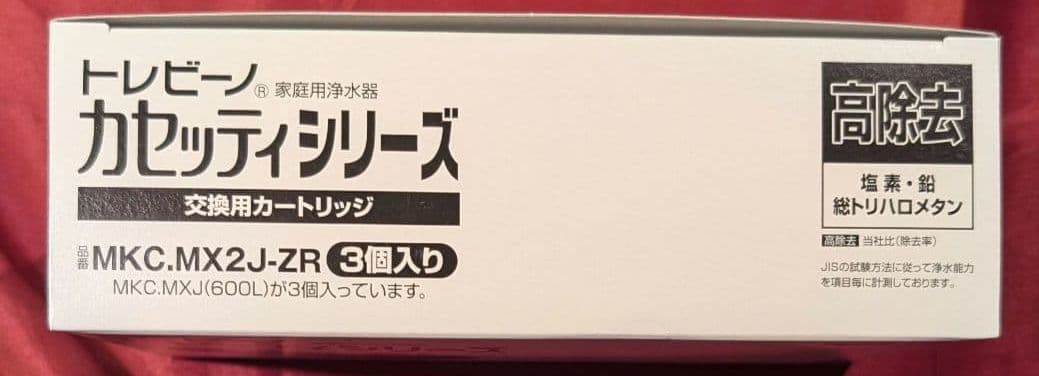 トレビーノ® 家庭用浄水器
カセッティシリーズ
交換用カートリッジ
品番 MKC.MX2J-ZR 3個入り
MKC.MXJ(600L)が3個入っています。
高除去
塩素・鉛
総トリハロメタン
高除去 当社比(除去率)
JISの試験方法に従って浄水能力
を項目毎に計測しております。